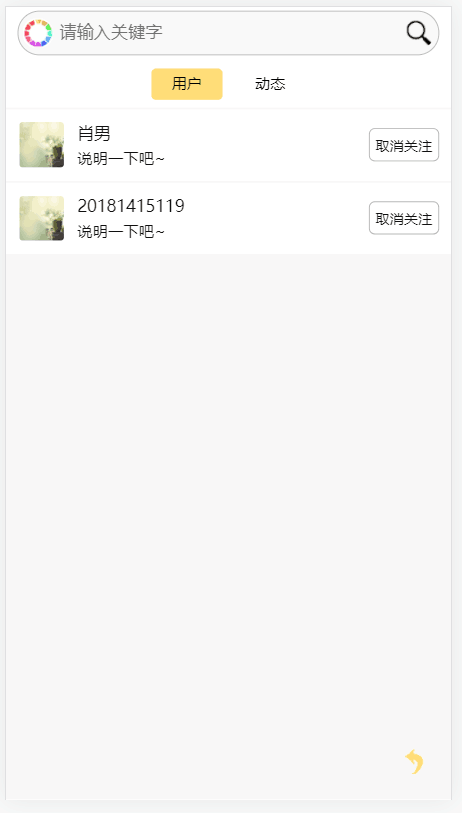 请输入关键字
用户
动态
肖男
说明一下吧~
取消关注
20181415119
说明一下吧~
取消关注